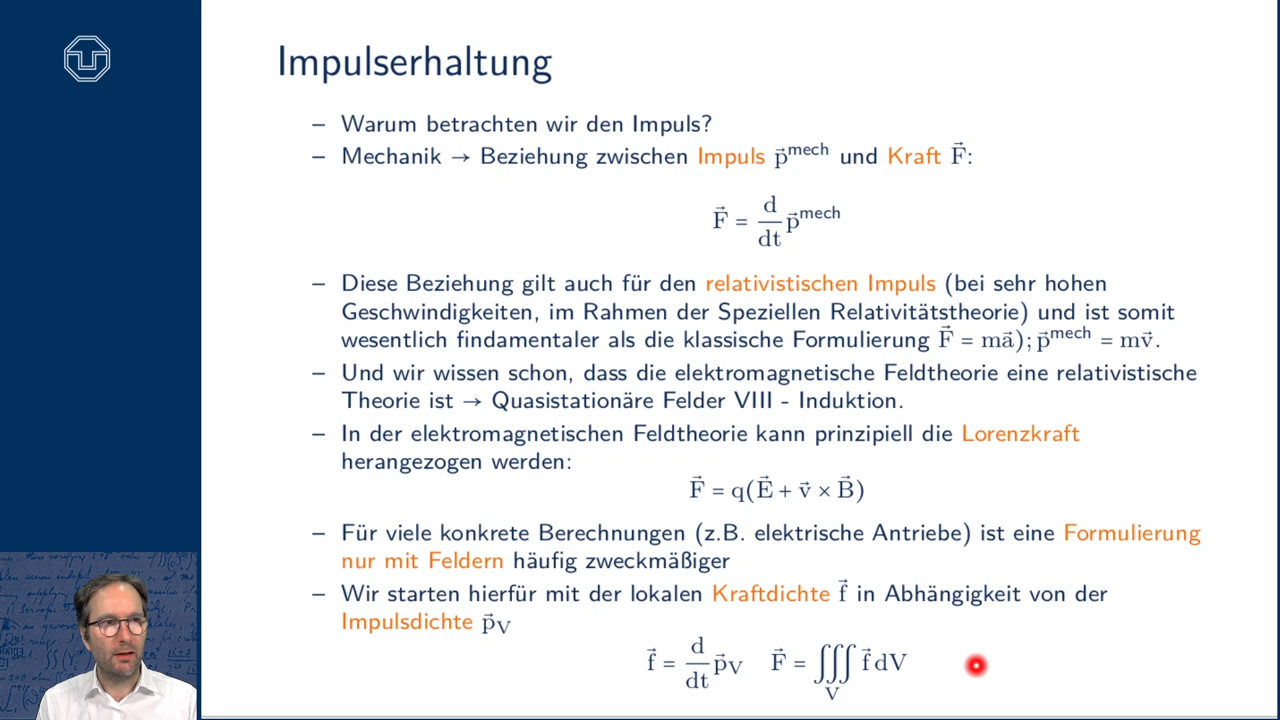 Impulserhaltung
– Warum betrachten wir den Impuls?
– Mechanik → Beziehung zwischen Impuls p⃗^mech und Kraft F⃗:
F⃗ = d/dt p⃗^mech
– Diese Beziehung gilt auch für den relativistischen Impuls (bei sehr hohen
Geschwindigkeiten, im Rahmen der Speziellen Relativitätstheorie) und ist somit
wesentlich findamentaler als die klassische Formulierung F⃗ = ma⃗); p⃗^mech = mv⃗.
– Und wir wissen schon, dass die elektromagnetische Feldtheorie eine relativistische
Theorie ist → Quasistationäre Felder VIII - Induktion.
– In der elektromagnetischen Feldtheorie kann prinzipiell die Lorenzkraft
herangezogen werden:
F⃗ = q(E⃗ + v⃗ × B⃗)
– Für viele konkrete Berechnungen (z.B. elektrische Antriebe) ist eine Formulierung
nur mit Feldern häufig zweckmäßiger
– Wir starten hierfür mit der lokalen Kraftdichte f⃗ in Abhängigkeit von der
Impulsdichte p⃗_V
f⃗ = d/dt p⃗_V F⃗ = ∭_V f⃗ dV